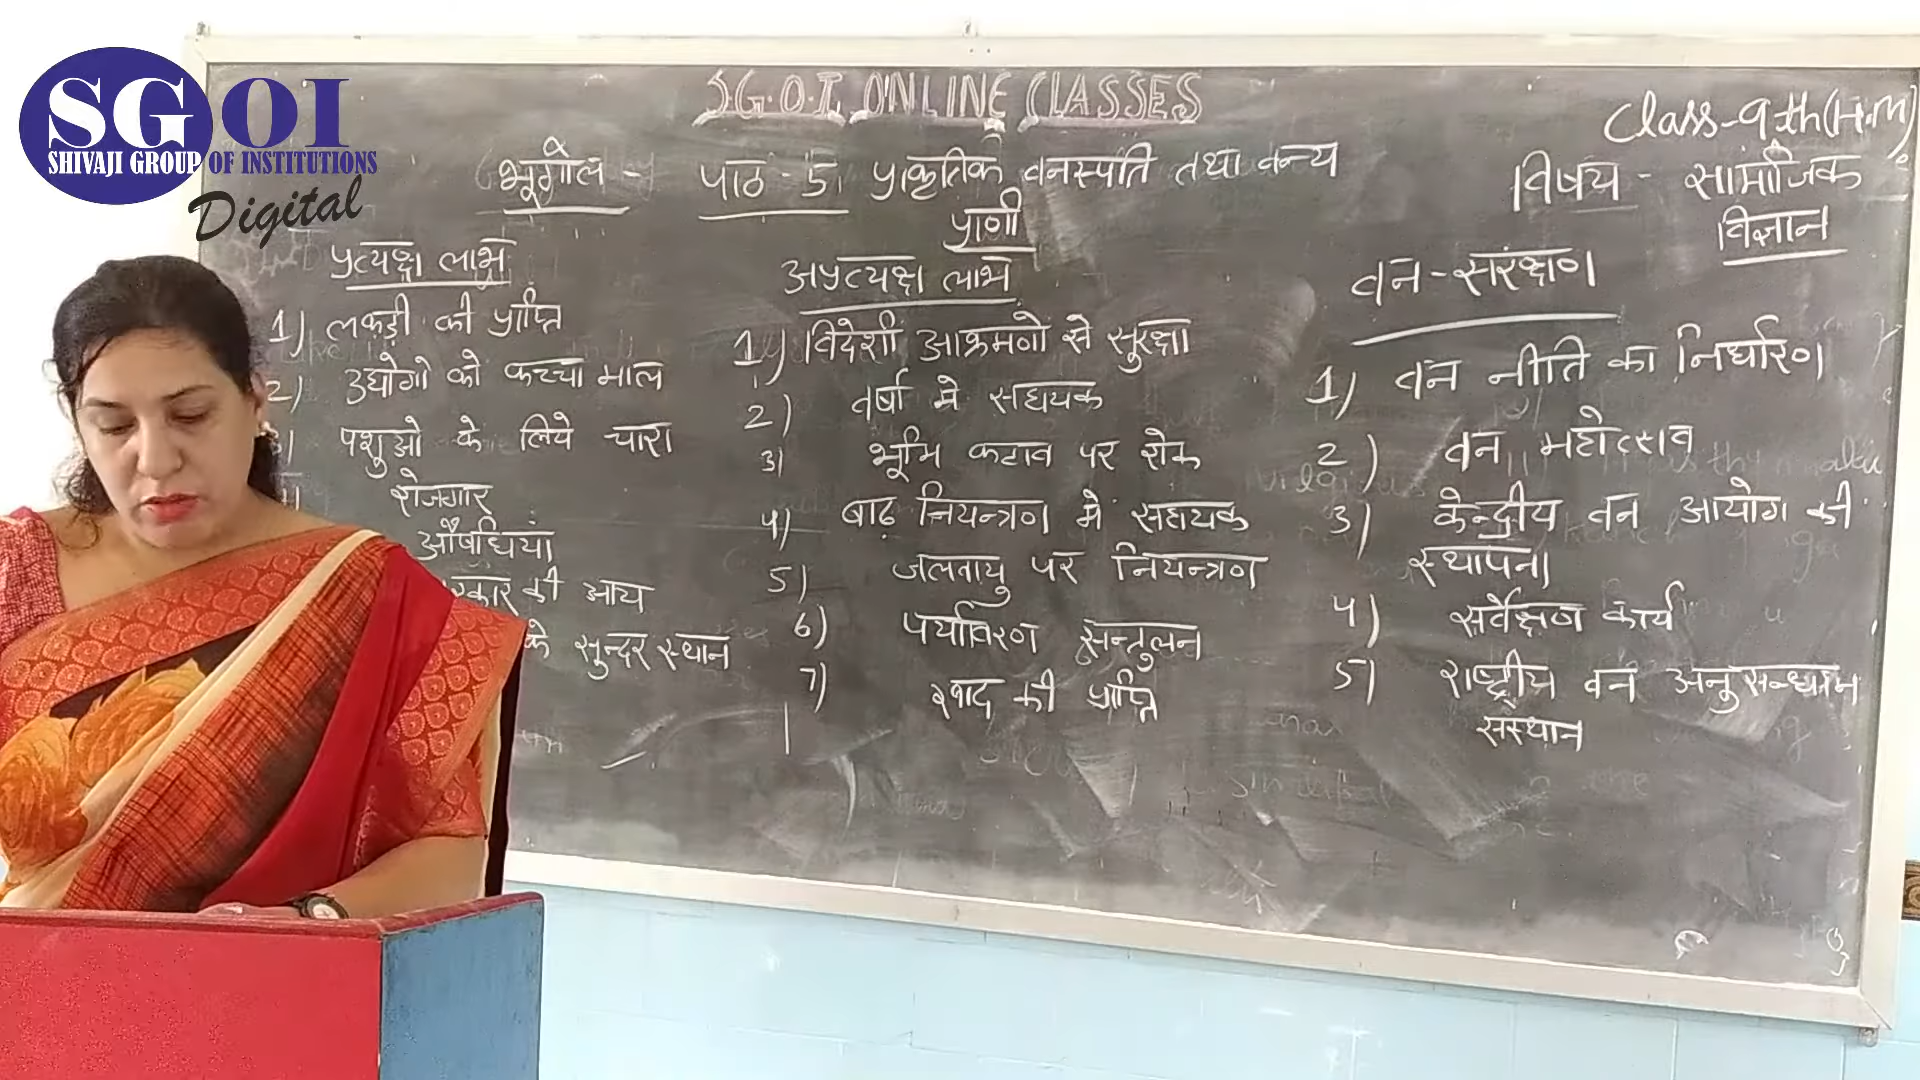 SGOI
SHIVAJI GROUP OF INSTITUTIONS
Digital
S.G.O.I. ONLINE CLASSES
Class-9th(H.M)
विषय - सामाजिक
विज्ञान
भूगोल - पाठ - 5 प्राकृतिक वनस्पति तथा वन्य
प्राणी
प्रत्यक्ष लाभ
1) लकड़ी की प्राप्ति
2) उद्योगो को कच्चा माल
3) पशुओ के लिये चारा
रोजगार
औषधियां
की आय
के सुन्दर स्थान
अप्रत्यक्ष लाभ
1) विदेशी आक्रमणो से सुरक्षा
2) वर्षा मे सहायक
3) भूमि कटाव पर रोक
4) बाढ़ नियन्त्रण मे सहायक
5) जलवायु पर नियन्त्रण
6) पर्यावरण सन्तुलन
7) खाद की प्राप्ति
वन-संरक्षण
1) वन नीति का निर्धारण
2) वन महोत्सव
3) केन्द्रीय वन आयोग की
स्थापना
4) सर्वेक्षण कार्य
5) राष्ट्रीय वन अनुसन्धान
संस्थान